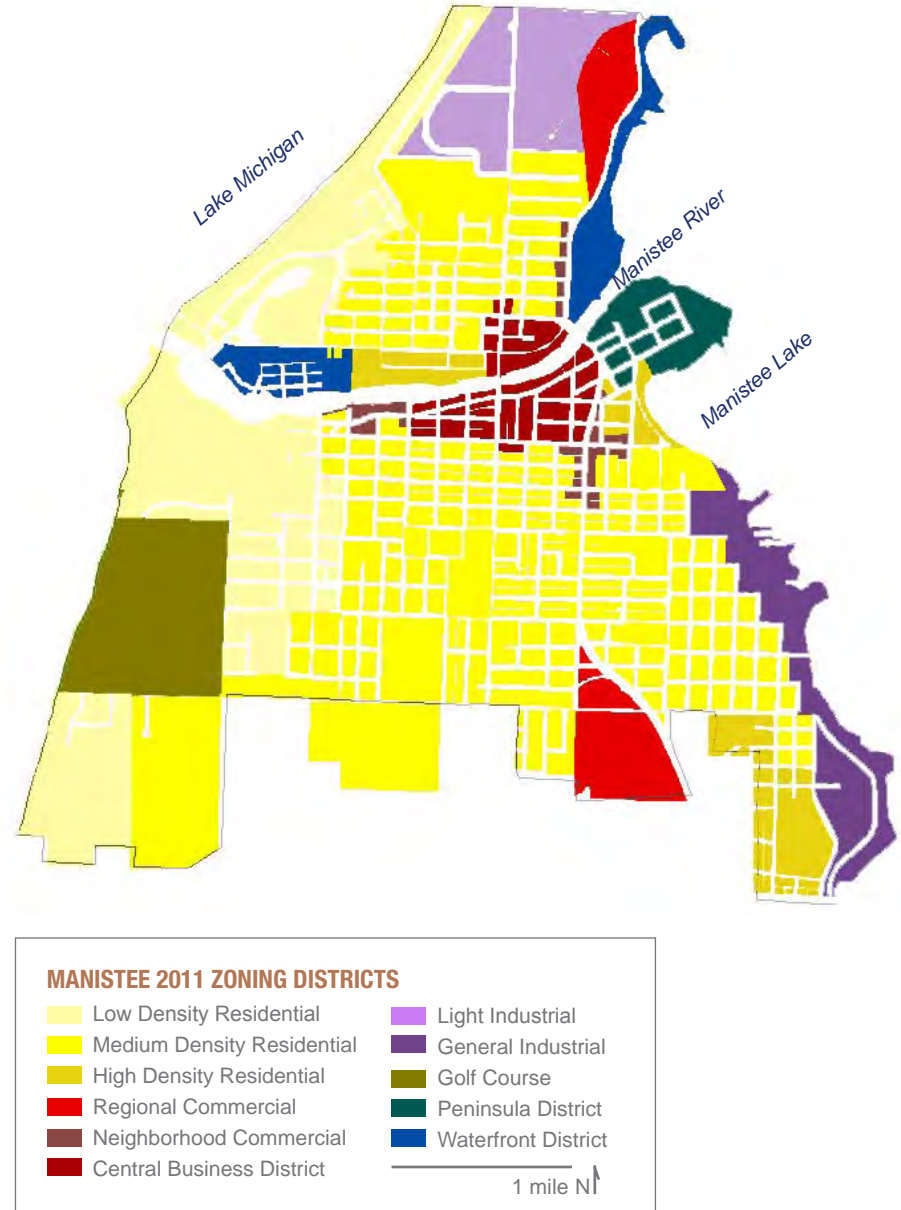 Lake Michigan
Manistee River
Manistee Lake
MANISTEE 2011 ZONING DISTRICTS
Low Density Residential
Medium Density Residential
High Density Residential
Regional Commercial
Neighborhood Commercial
Central Business District
Light Industrial
General Industrial
Golf Course
Peninsula District
Waterfront District
1 mile N